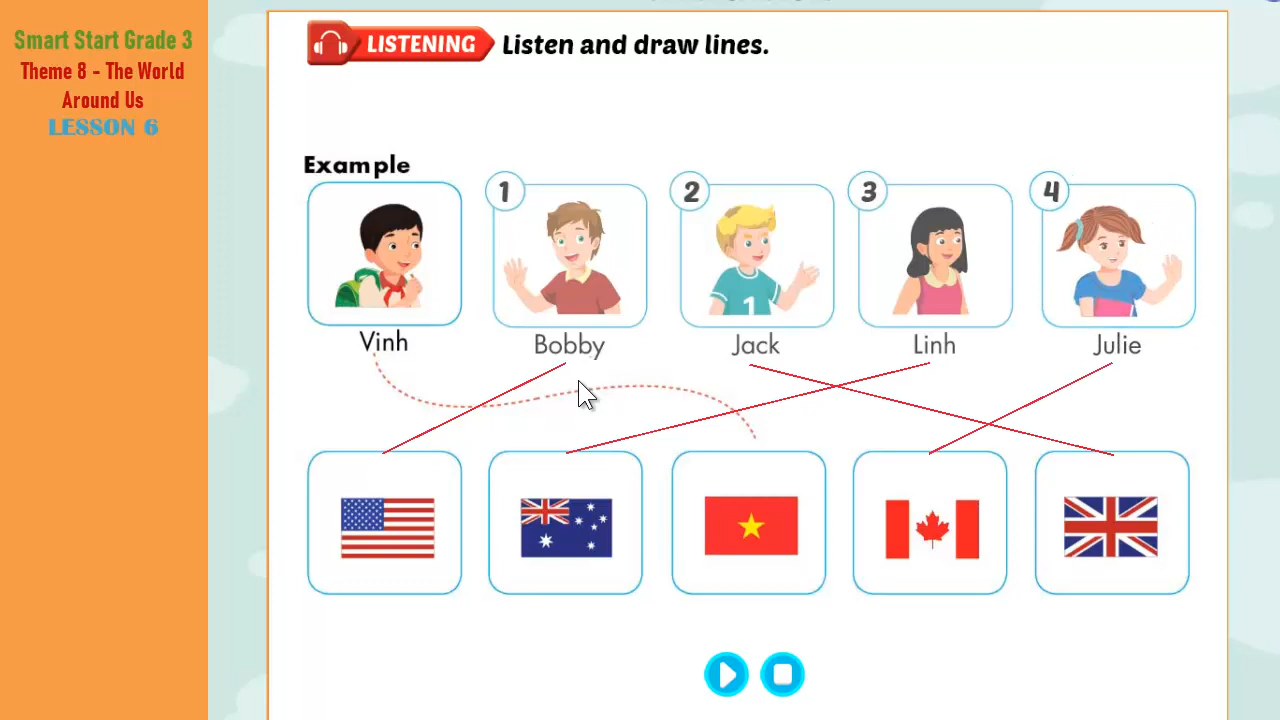 Smart Start Grade 3
Theme 8 - The World
Around Us
LESSON 6
LISTENING Listen and draw lines.
Example
1
2
3
4
1
Vinh
Bobby
Jack
Linh
Julie